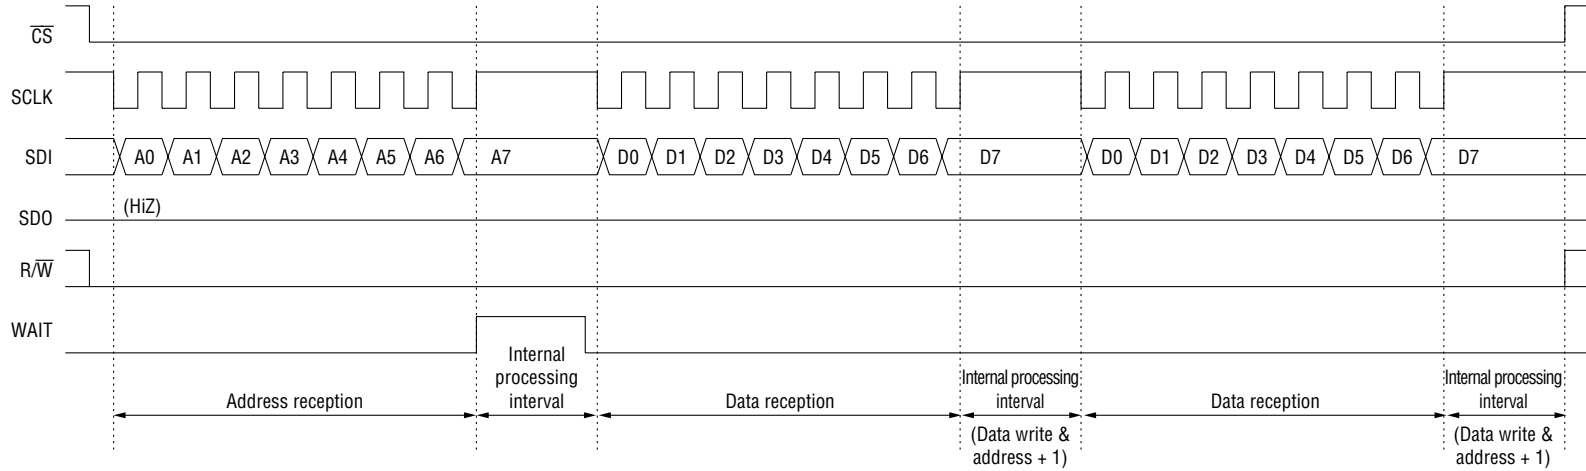 C̅S̅
SCLK
SDI A0 A1 A2 A3 A4 A5 A6 A7 D0 D1 D2 D3 D4 D5 D6 D7 D0 D1 D2 D3 D4 D5 D6 D7
SDO (HiZ)
R/W̅
WAIT
Address reception
Internal
processing
interval
Data reception
Internal processing
interval
(Data write &
address + 1)
Data reception
Internal processing
interval
(Data write &
address + 1)